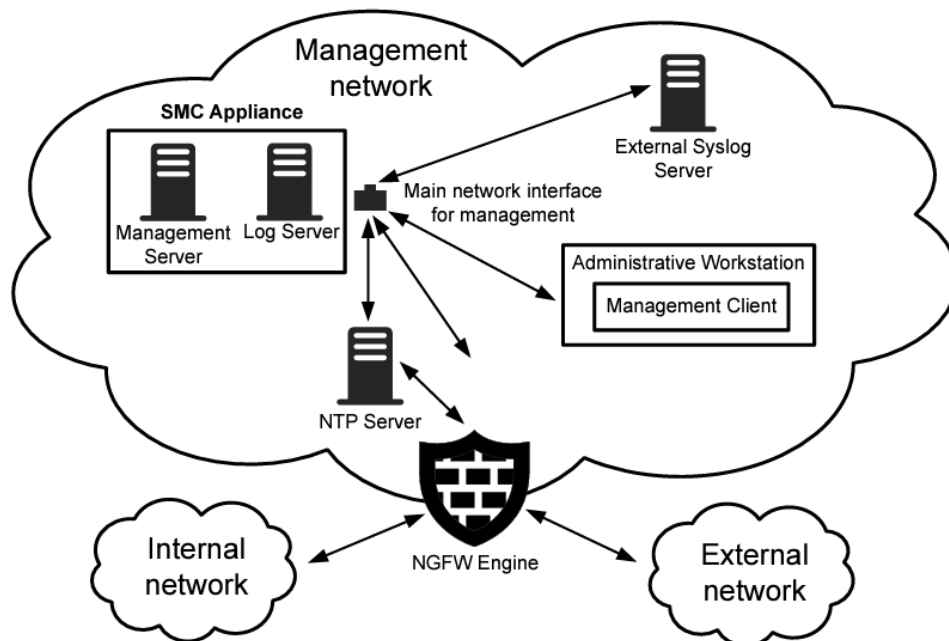 Management
network
SMC Appliance
External Syslog
Server
Main network interface
for management
Management
Server
Log Server
Administrative Workstation
Management Client
NTP Server
Internal
network
NGFW Engine
External
network